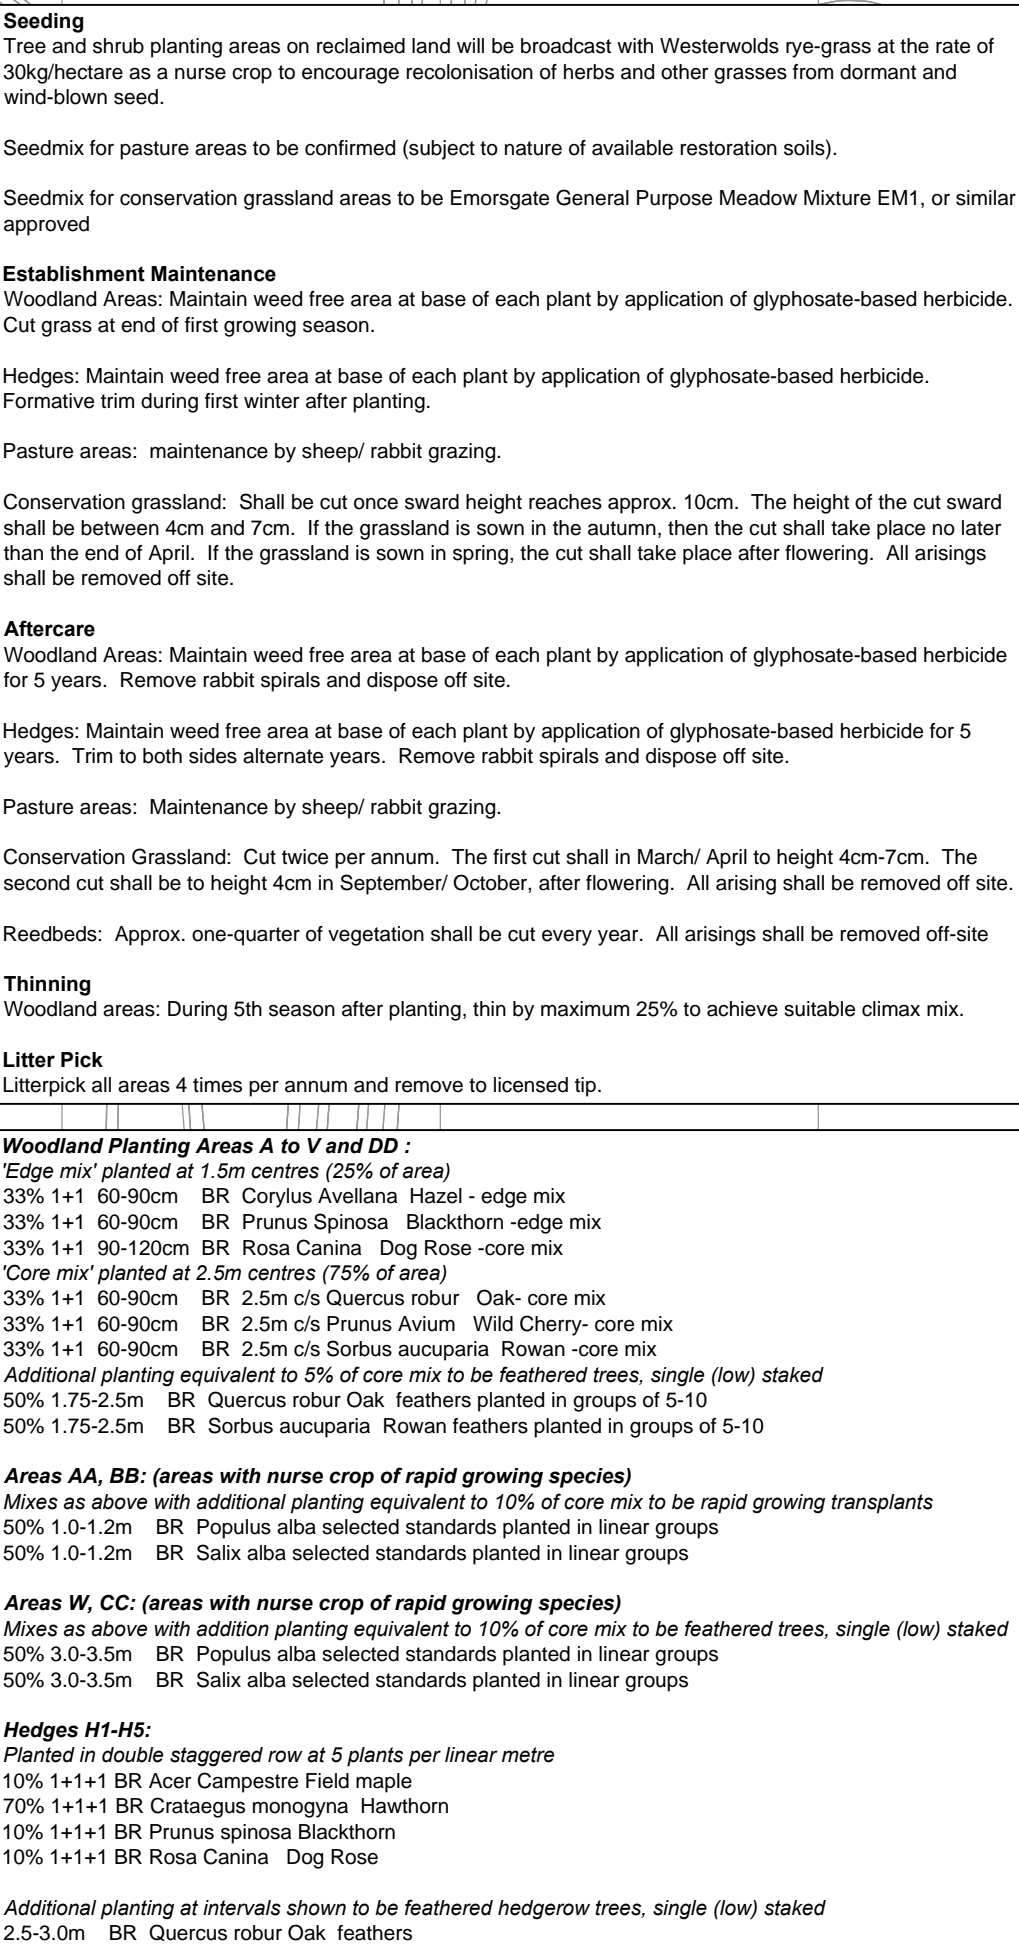 Seeding
Tree and shrub planting areas on reclaimed land will be broadcast with Westerwolds rye-grass at the rate of
30kg/hectare as a nurse crop to encourage recolonisation of herbs and other grasses from dormant and
wind-blown seed.
Seedmix for pasture areas to be confirmed (subject to nature of available restoration soils).
Seedmix for conservation grassland areas to be Emorsgate General Purpose Meadow Mixture EM1, or similar
approved
Establishment Maintenance
Woodland Areas: Maintain weed free area at base of each plant by application of glyphosate-based herbicide.
Cut grass at end of first growing season.
Hedges: Maintain weed free area at base of each plant by application of glyphosate-based herbicide.
Formative trim during first winter after planting.
Pasture areas:  maintenance by sheep/ rabbit grazing.
Conservation grassland:  Shall be cut once sward height reaches approx. 10cm.  The height of the cut sward
shall be between 4cm and 7cm.  If the grassland is sown in the autumn, then the cut shall take place no later
than the end of April.  If the grassland is sown in spring, the cut shall take place after flowering.  All arisings
shall be removed off site.
Aftercare
Woodland Areas: Maintain weed free area at base of each plant by application of glyphosate-based herbicide
for 5 years.  Remove rabbit spirals and dispose off site.
Hedges: Maintain weed free area at base of each plant by application of glyphosate-based herbicide for 5
years.  Trim to both sides alternate years.  Remove rabbit spirals and dispose off site.
Pasture areas:  Maintenance by sheep/ rabbit grazing.
Conservation Grassland:  Cut twice per annum.  The first cut shall in March/ April to height 4cm-7cm.  The
second cut shall be to height 4cm in September/ October, after flowering.  All arising shall be removed off site.
Reedbeds:  Approx. one-quarter of vegetation shall be cut every year.  All arisings shall be removed off-site
Thinning
Woodland areas: During 5th season after planting, thin by maximum 25% to achieve suitable climax mix.
Litter Pick
Litterpick all areas 4 times per annum and remove to licensed tip.
Woodland Planting Areas A to V and DD :
'Edge mix' planted at 1.5m centres (25% of area)
33% 1+1  60-90cm    BR  Corylus Avellana  Hazel - edge mix
33% 1+1  60-90cm    BR  Prunus Spinosa   Blackthorn -edge mix
33% 1+1  90-120cm  BR  Rosa Canina    Dog Rose -core mix
'Core mix' planted at 2.5m centres (75% of area)
33% 1+1  60-90cm    BR  2.5m c/s Quercus robur   Oak- core mix
33% 1+1  60-90cm    BR  2.5m c/s Prunus Avium   Wild Cherry- core mix
33% 1+1  60-90cm    BR  2.5m c/s Sorbus aucuparia  Rowan -core mix
Additional planting equivalent to 5% of core mix to be feathered trees, single (low) staked
50% 1.75-2.5m    BR  Quercus robur Oak  feathers planted in groups of 5-10
50% 1.75-2.5m    BR  Sorbus aucuparia  Rowan feathers planted in groups of 5-10
Areas AA, BB: (areas with nurse crop of rapid growing species)
Mixes as above with additional planting equivalent to 10% of core mix to be rapid growing transplants
50% 1.0-1.2m    BR  Populus alba selected standards planted in linear groups
50% 1.0-1.2m    BR  Salix alba selected standards planted in linear groups
Areas W, CC: (areas with nurse crop of rapid growing species)
Mixes as above with addition planting equivalent to 10% of core mix to be feathered trees, single (low) staked
50% 3.0-3.5m    BR  Populus alba selected standards planted in linear groups
50% 3.0-3.5m    BR  Salix alba selected standards planted in linear groups
Hedges H1-H5:
Planted in double staggered row at 5 plants per linear metre
10% 1+1+1 BR Acer Campestre Field maple
70% 1+1+1 BR Crataegus monogyna  Hawthorn
10% 1+1+1 BR Prunus spinosa Blackthorn
10% 1+1+1 BR Rosa Canina   Dog Rose
Additional planting at intervals shown to be feathered hedgerow trees, single (low) staked
2.5-3.0m    BR  Quercus robur Oak  feathers